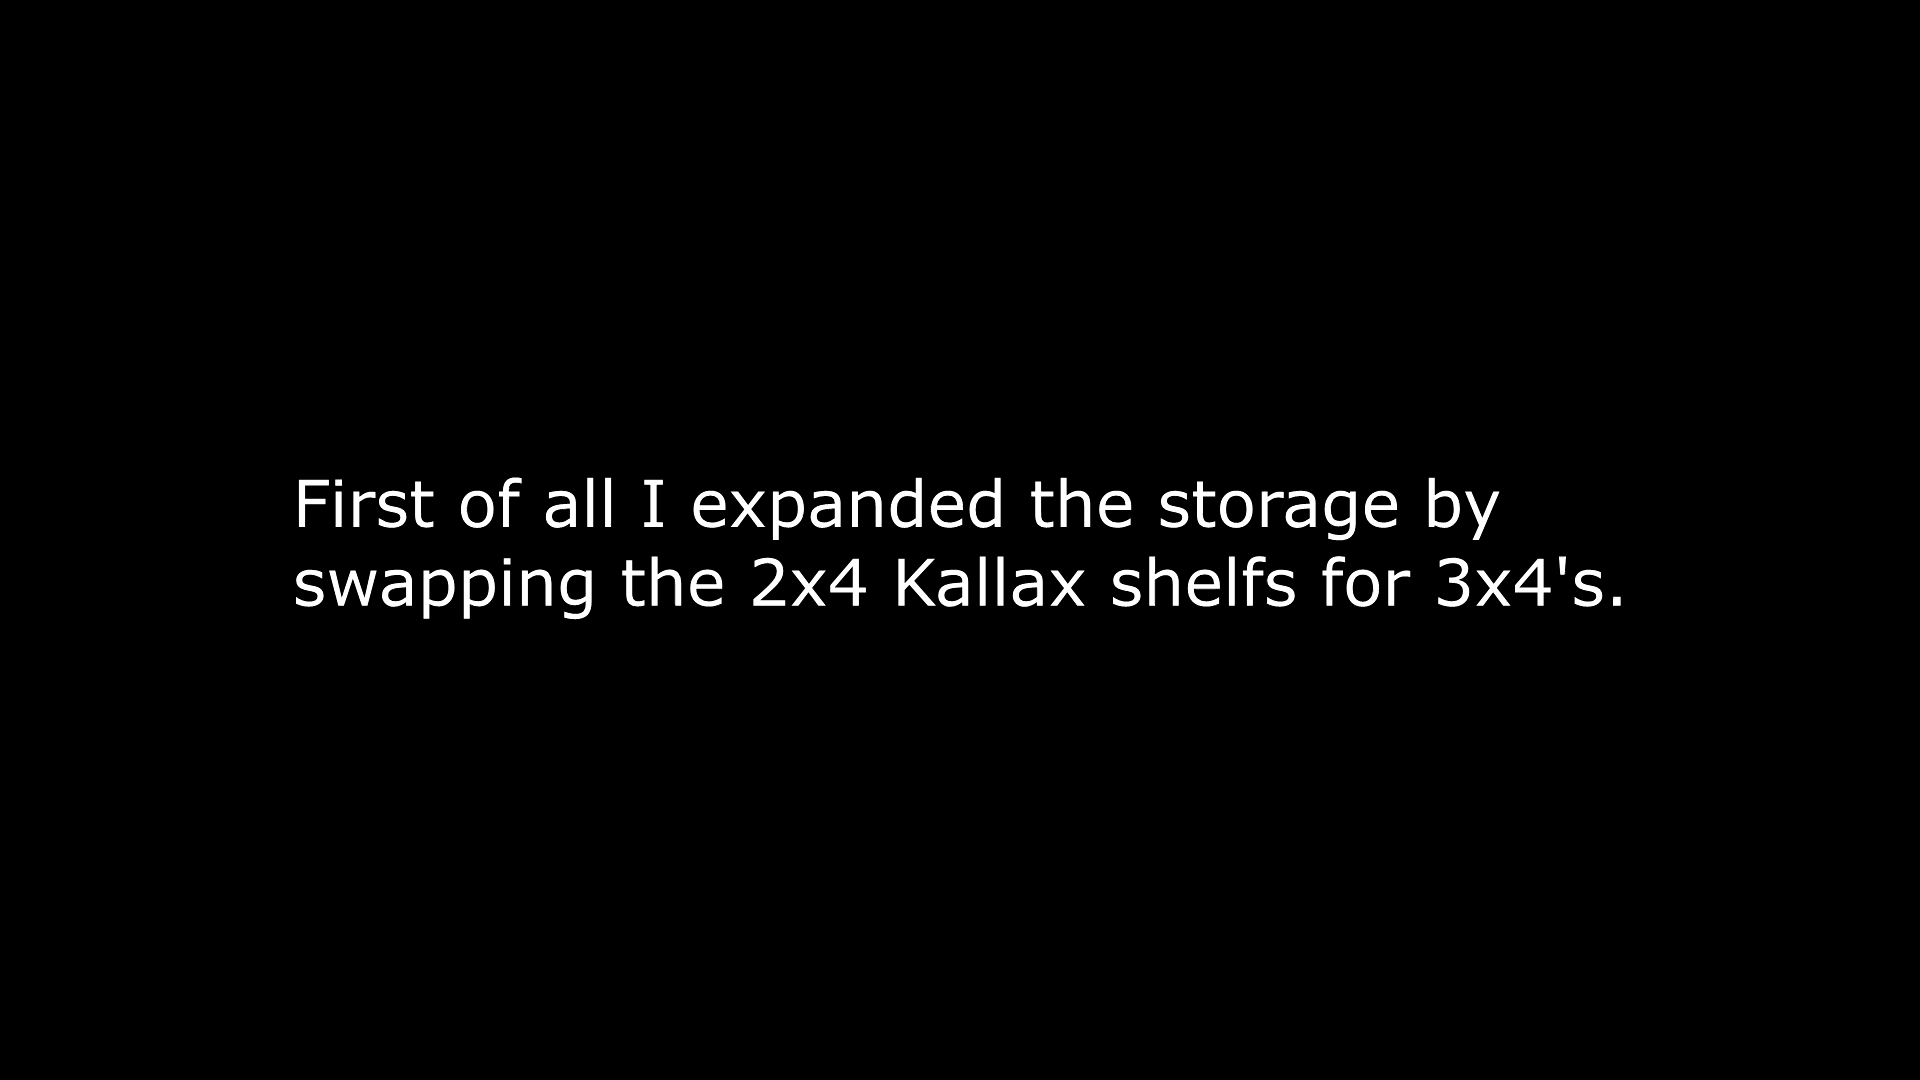 First of all I expanded the storage by
swapping the 2x4 Kallax shelfs for 3x4's.